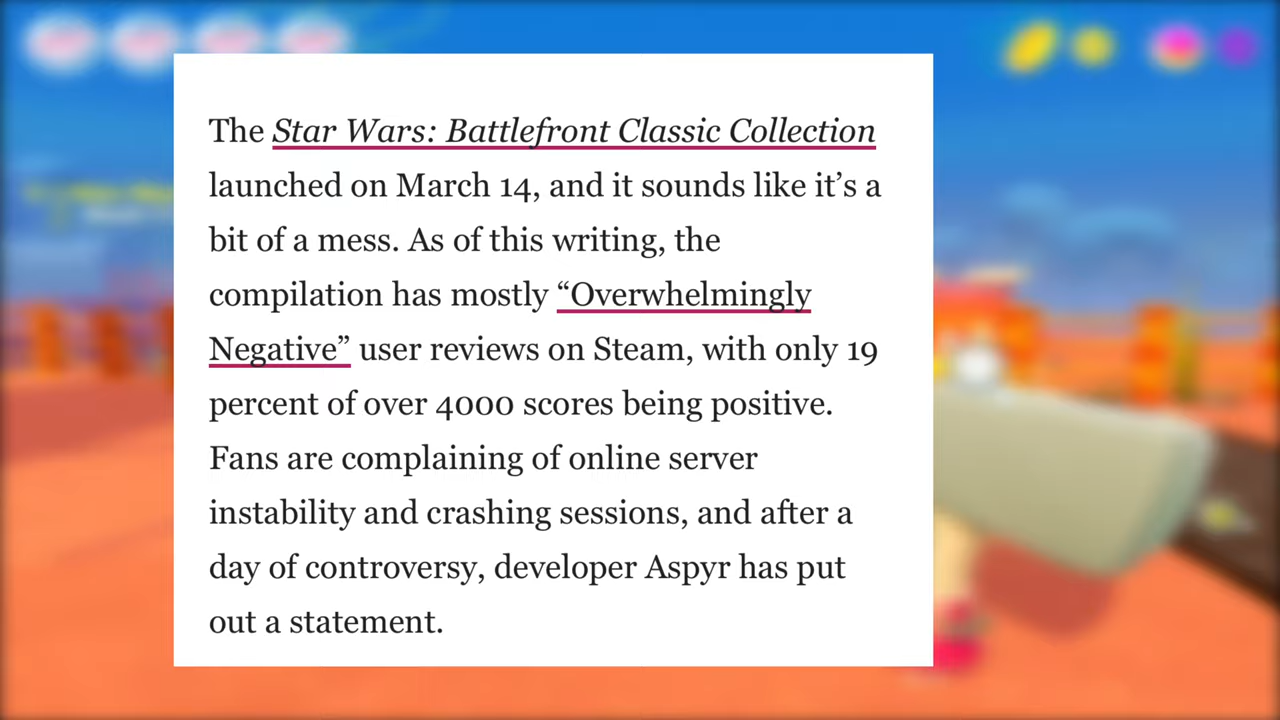 The Star Wars: Battlefront Classic Collection
launched on March 14, and it sounds like it’s a
bit of a mess. As of this writing, the
compilation has mostly “Overwhelmingly
Negative” user reviews on Steam, with only 19
percent of over 4000 scores being positive.
Fans are complaining of online server
instability and crashing sessions, and after a
day of controversy, developer Aspyr has put
out a statement.